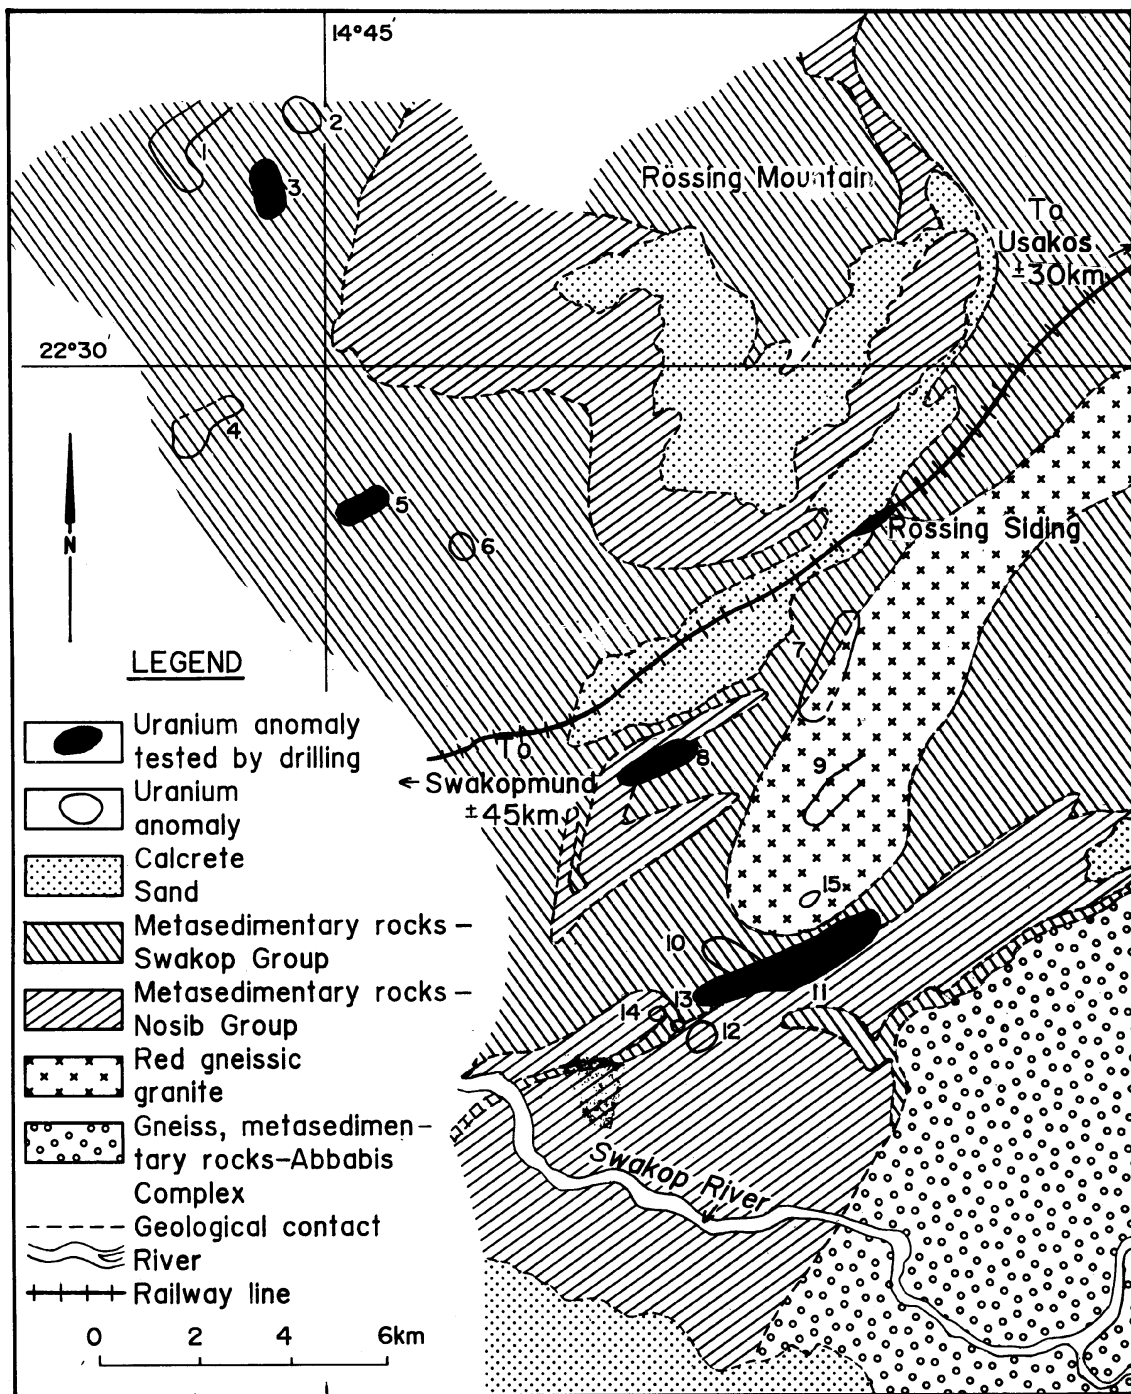 14°45'
2
1
3
Rössing Mountain
To
Usakos
±30km
22°30'
4
5
6
Rössing Siding
N
7
LEGEND
Uranium anomaly
tested by drilling
Uranium
anomaly
Calcrete
Sand
Metasedimentary rocks –
Swakop Group
Metasedimentary rocks –
Nosib Group
Red gneissic
granite
Gneiss, metasedimen–
tary rocks–Abbabis
Complex
Geological contact
River
Railway line
0 2 4 6km
To
Swakopmund
±45km
8
9
15
10
13
11
14
12
Swakop River